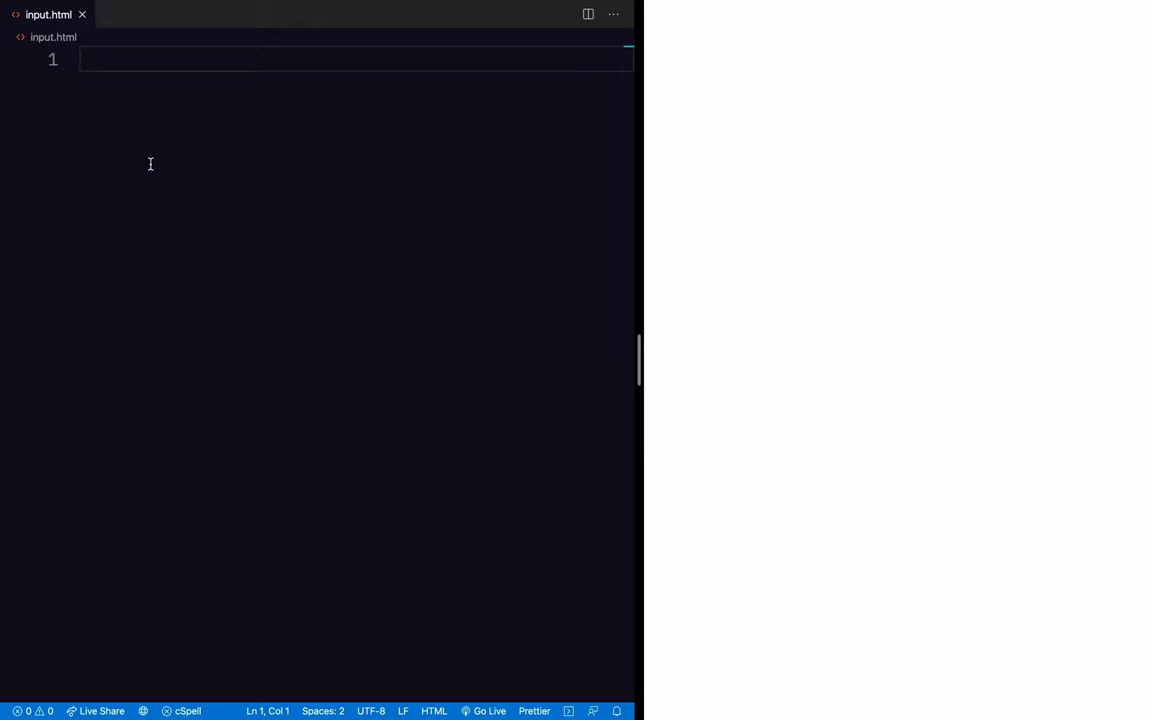 input.html
input.html
1
0 0 Live Share cSpell Ln 1, Col 1 Spaces: 2 UTF-8 LF HTML Go Live Prettier